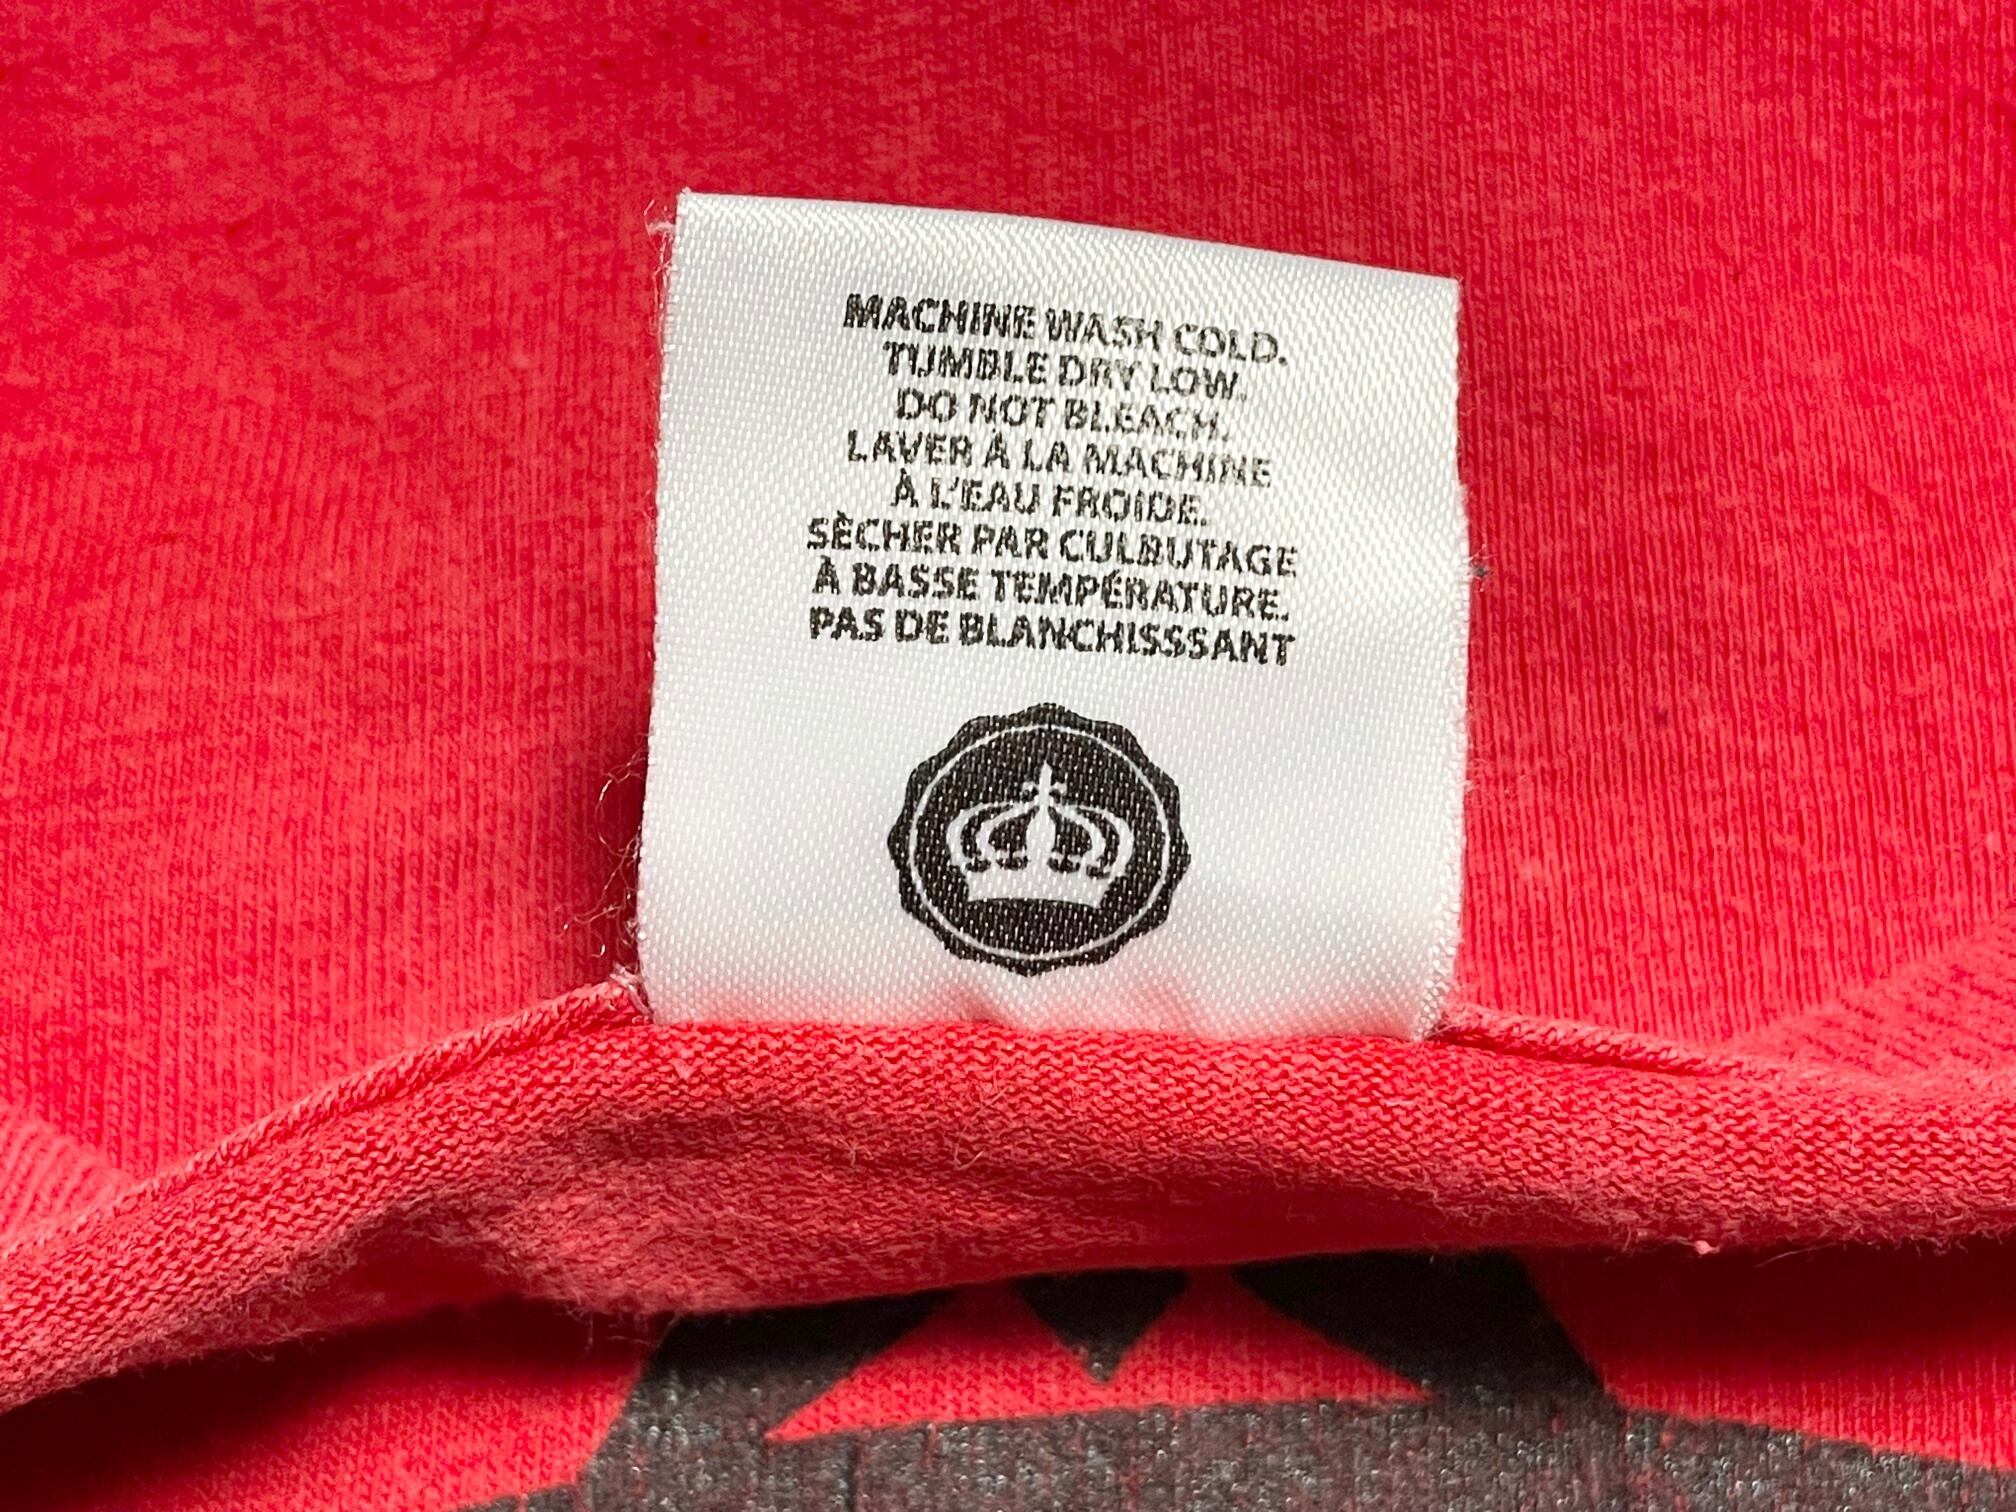 MACHINE WASH COLD.
TUMBLE DRY LOW.
DO NOT BLEACH.
LAVER À LA MACHINE
À L'EAU FROIDE.
SÈCHER PAR CULBUTAGE
À BASSE TEMPÉRATURE.
PAS DE BLANCHISSSANT